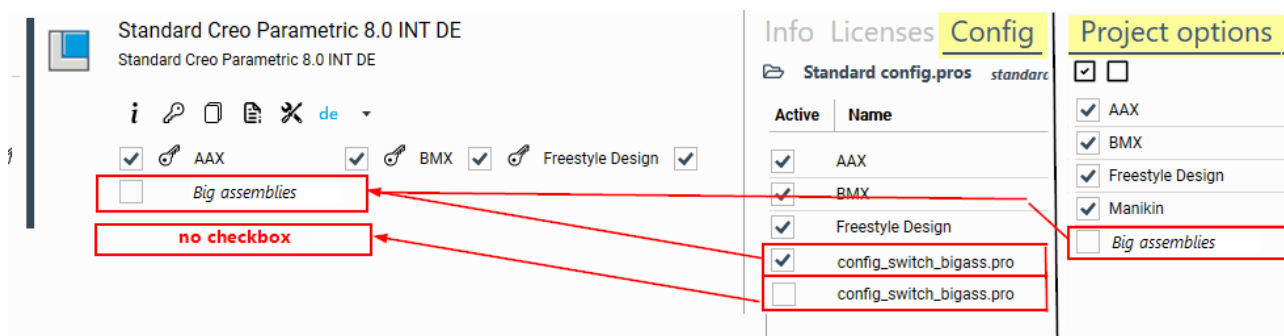 Standard Creo Parametric 8.0 INT DE
Standard Creo Parametric 8.0 INT DE
i de
AAX BMX Freestyle Design
Big assemblies
no checkbox
Info Licenses Config
Standard config.pros standard
Active Name
AAX
BMX
Freestyle Design
config_switch_bigass.pro
config_switch_bigass.pro
Project options
AAX
BMX
Freestyle Design
Manikin
Big assemblies